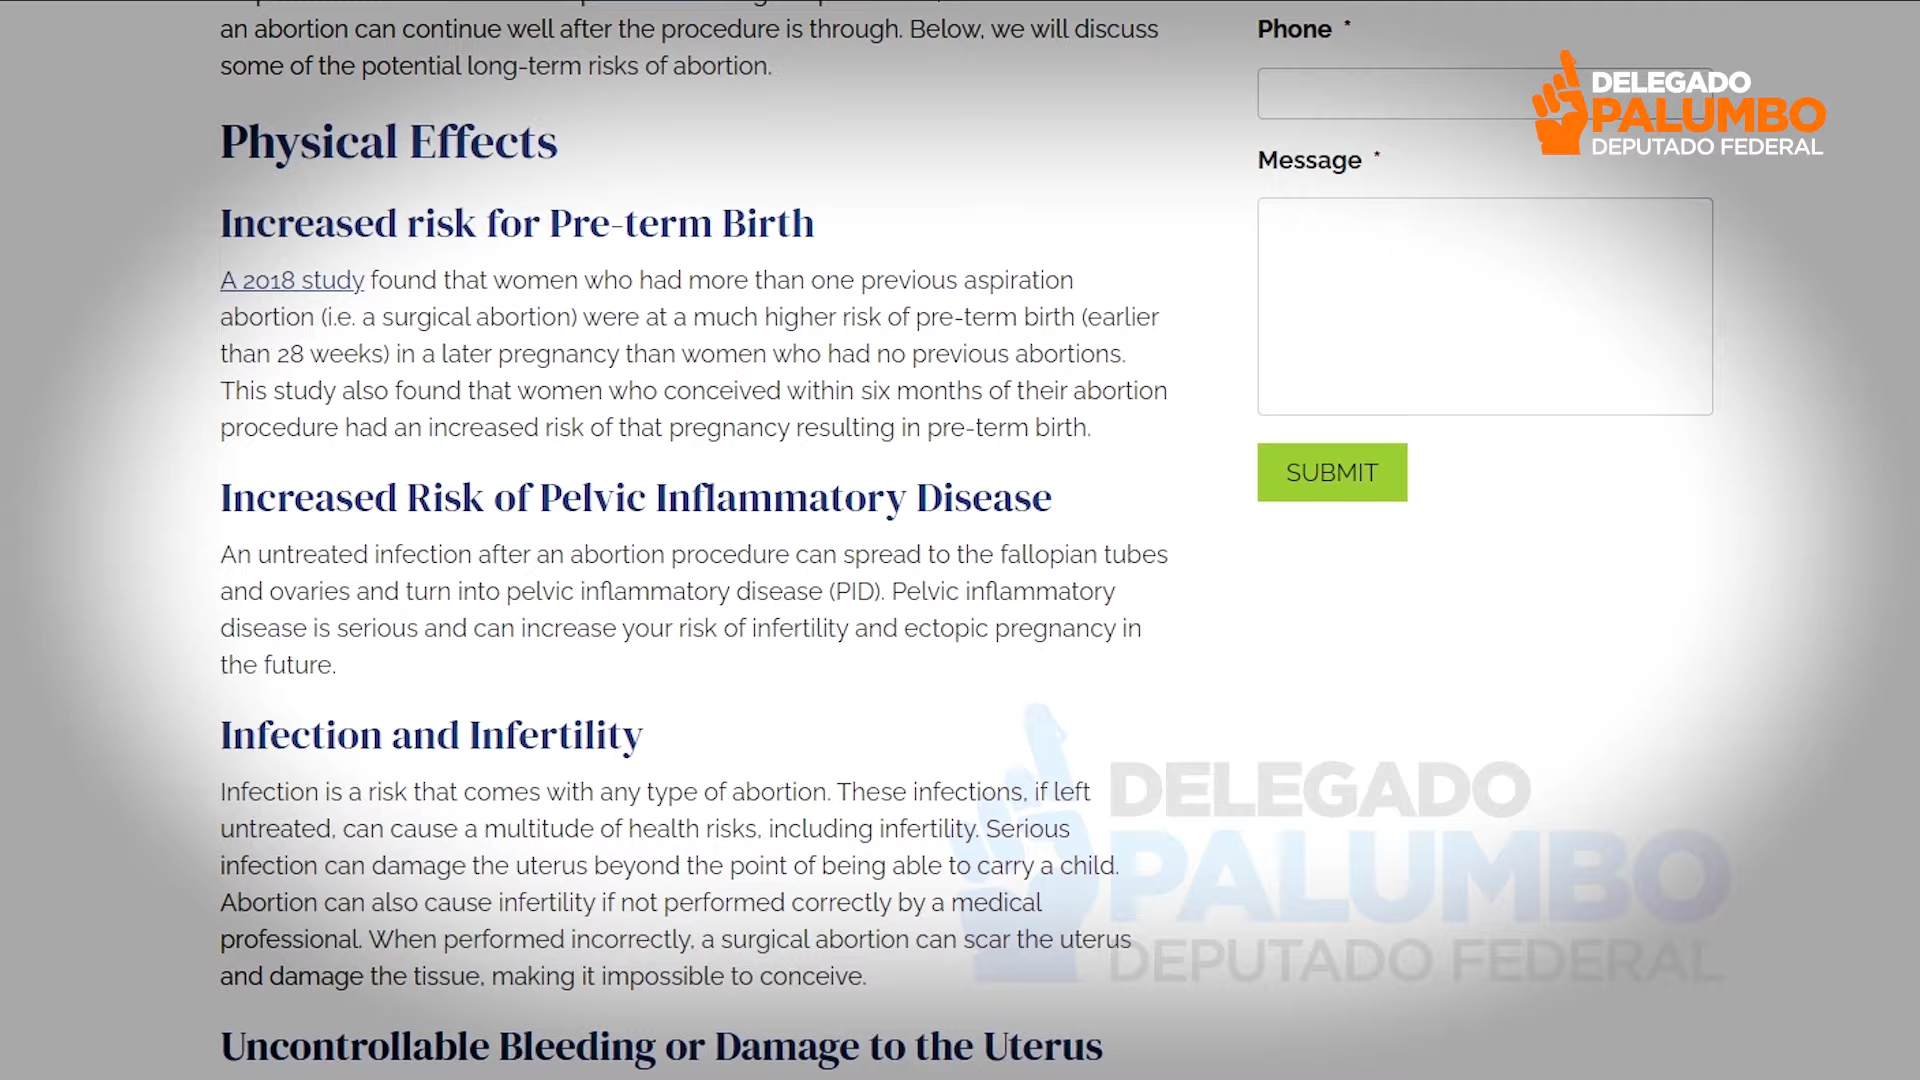 an abortion can continue well after the procedure is through. Below, we will discuss
some of the potential long-term risks of abortion.
Physical Effects
Increased risk for Pre-term Birth
A 2018 study found that women who had more than one previous aspiration
abortion (i.e. a surgical abortion) were at a much higher risk of pre-term birth (earlier
than 28 weeks) in a later pregnancy than women who had no previous abortions.
This study also found that women who conceived within six months of their abortion
procedure had an increased risk of that pregnancy resulting in pre-term birth.
Increased Risk of Pelvic Inflammatory Disease
An untreated infection after an abortion procedure can spread to the fallopian tubes
and ovaries and turn into pelvic inflammatory disease (PID). Pelvic inflammatory
disease is serious and can increase your risk of infertility and ectopic pregnancy in
the future.
Infection and Infertility
Infection is a risk that comes with any type of abortion. These infections, if left
untreated, can cause a multitude of health risks, including infertility. Serious
infection can damage the uterus beyond the point of being able to carry a child.
Abortion can also cause infertility if not performed correctly by a medical
professional. When performed incorrectly, a surgical abortion can scar the uterus
and damage the tissue, making it impossible to conceive.
Uncontrollable Bleeding or Damage to the Uterus
Phone *
Message *
SUBMIT
DELEGADO
PALUMBO
DEPUTADO FEDERAL
DELEGADO
PALUMBO
DEPUTADO FEDERAL